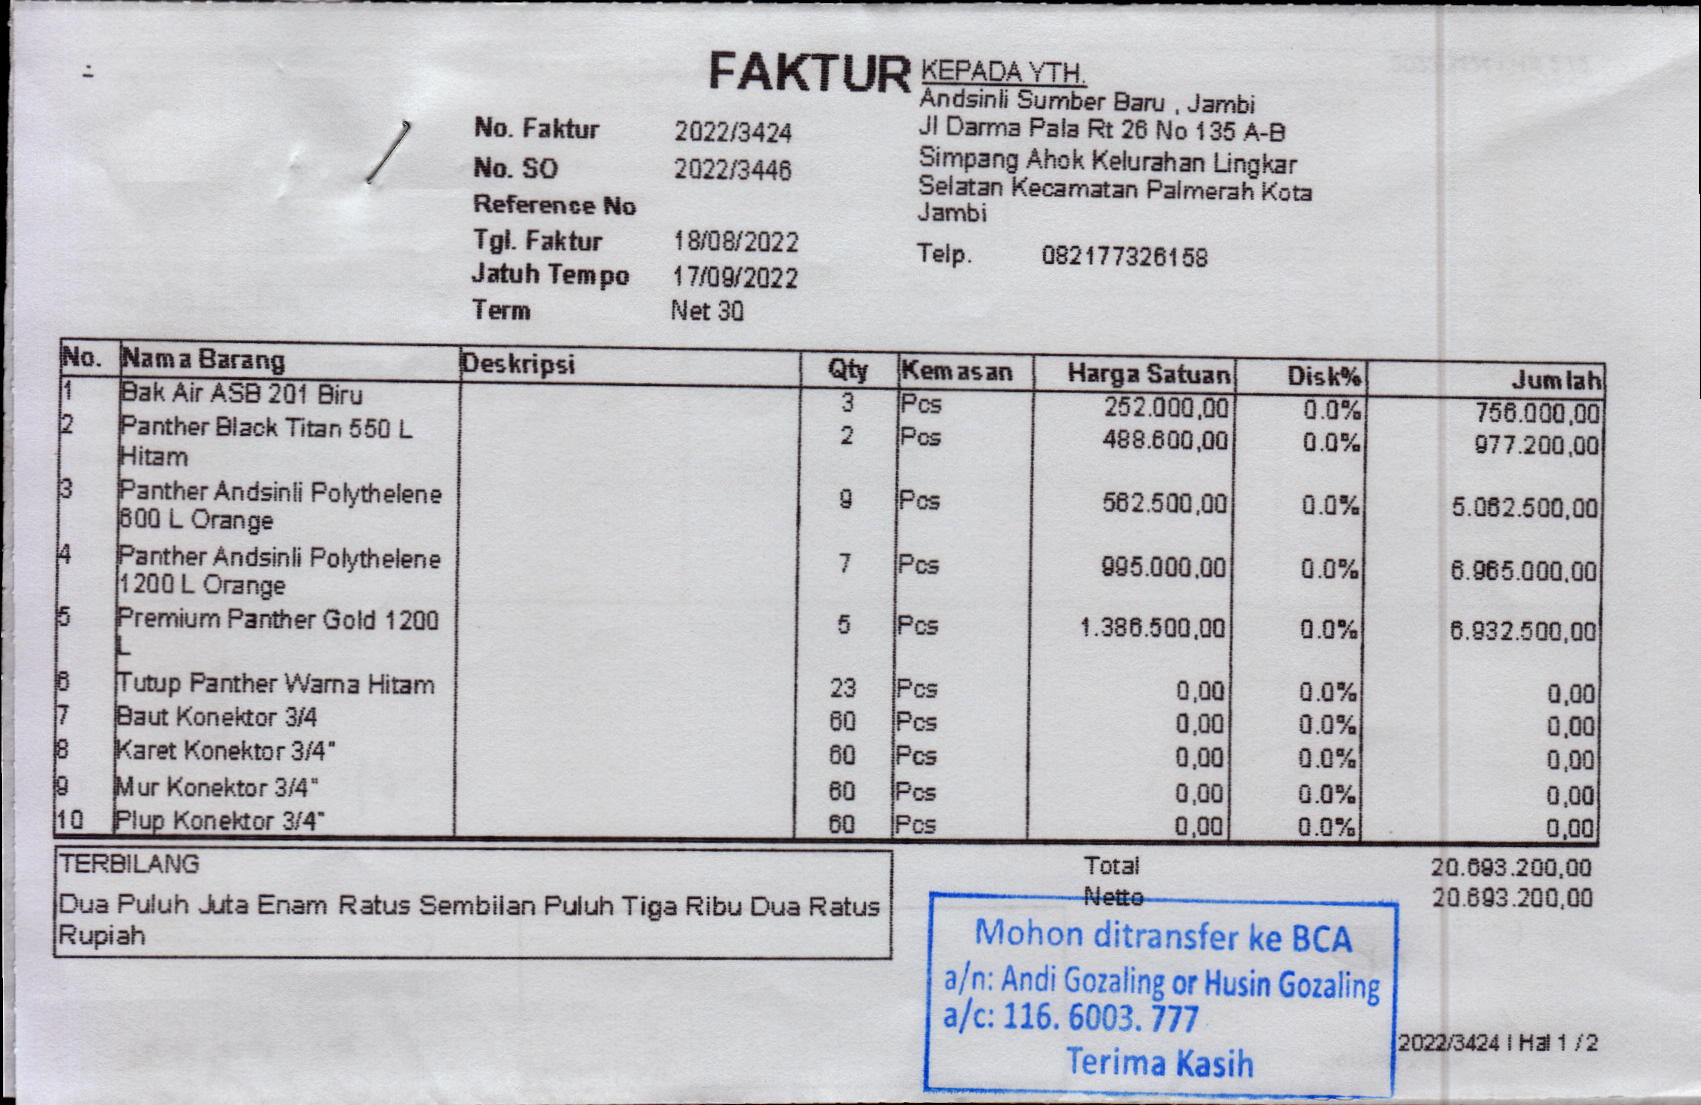 FAKTUR
KEPADA YTH.
Andsinli Sumber Baru , Jambi
Jl Darma Pala Rt 26 No 135 A-B
Simpang Ahok Kelurahan Lingkar
Selatan Kecamatan Palmerah Kota
Jambi
Telp. 082177326158
No. Faktur 2022/3424
No. SO 2022/3446
Reference No
Tgl. Faktur 18/08/2022
Jatuh Tempo 17/09/2022
Term Net 30
No. Nama Barang Deskripsi Qty Kemasan Harga Satuan Disk% Jumlah
1 Bak Air ASB 201 Biru 3 Pcs 252.000,00 0.0% 756.000,00
2 Panther Black Titan 550 L 2 Pcs 488.600,00 0.0% 977.200,00
Hitam
3 Panther Andsinli Polythelene 9 Pcs 562.500,00 0.0% 5.062.500,00
600 L Orange
4 Panther Andsinli Polythelene 7 Pcs 995.000,00 0.0% 6.965.000,00
1200 L Orange
5 Premium Panther Gold 1200 5 Pcs 1.386.500,00 0.0% 6.932.500,00
L
6 Tutup Panther Warna Hitam 23 Pcs 0,00 0.0% 0,00
7 Baut Konektor 3/4 60 Pcs 0,00 0.0% 0,00
8 Karet Konektor 3/4" 60 Pcs 0,00 0.0% 0,00
9 Mur Konektor 3/4" 60 Pcs 0,00 0.0% 0,00
10 Plup Konektor 3/4" 60 Pcs 0,00 0.0% 0,00
TERBILANG
Dua Puluh Juta Enam Ratus Sembilan Puluh Tiga Ribu Dua Ratus
Rupiah
Total 20.693.200,00
Netto 20.693.200,00
Mohon ditransfer ke BCA
a/n: Andi Gozaling or Husin Gozaling
a/c: 116. 6003. 777
Terima Kasih
2022/3424 | Hal 1 / 2